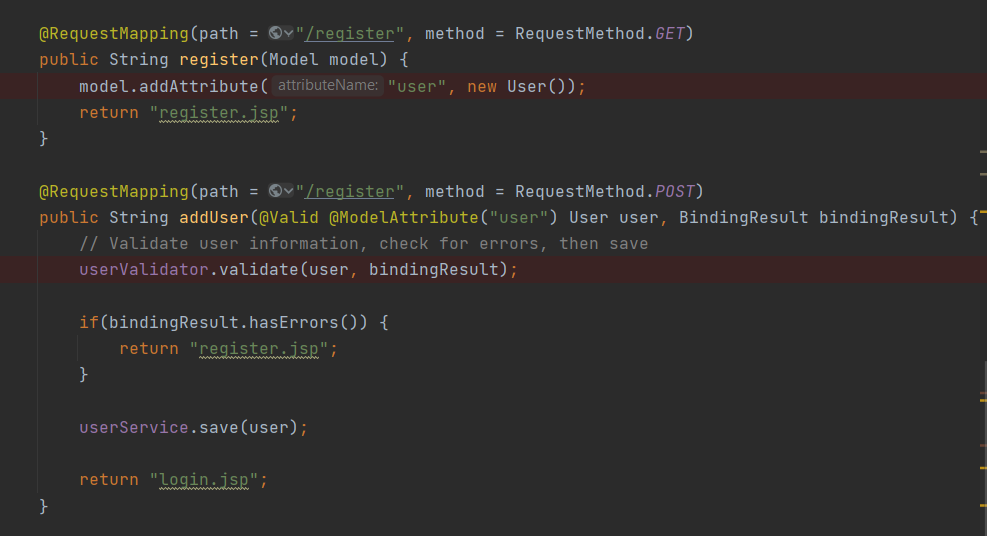 @RequestMapping(path = "/register", method = RequestMethod.GET)
public String register(Model model) {
model.addAttribute( attributeName: "user", new User());
return "register.jsp";
}
@RequestMapping(path = "/register", method = RequestMethod.POST)
public String addUser(@Valid @ModelAttribute("user") User user, BindingResult bindingResult) {
// Validate user information, check for errors, then save
userValidator.validate(user, bindingResult);
if(bindingResult.hasErrors()) {
return "register.jsp";
}
userService.save(user);
return "login.jsp";
}